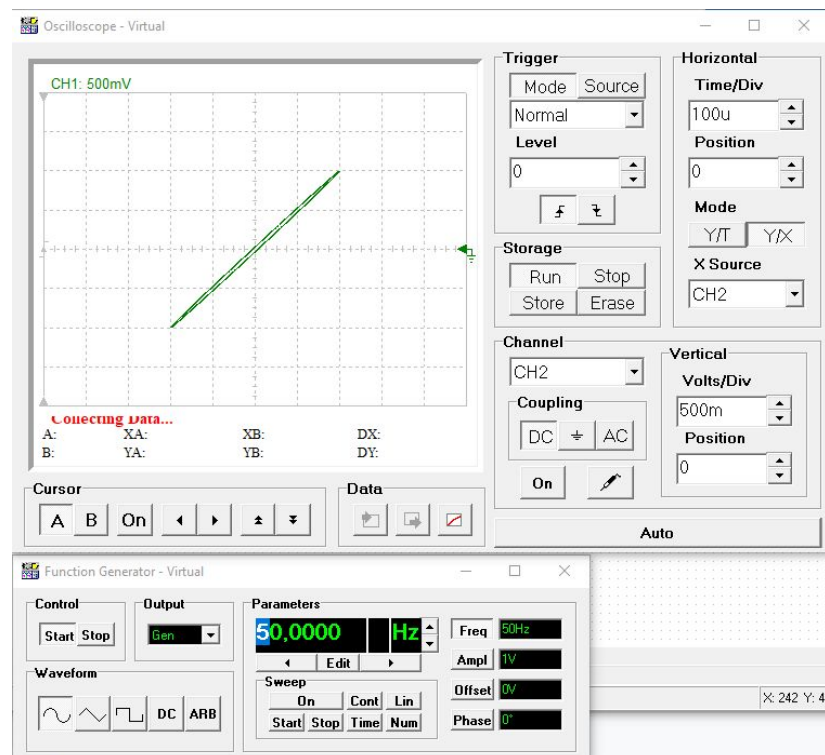 Oscilloscope - Virtual
CH1: 500mV
Collecting Data...
A: XA: XB: DX:
B: YA: YB: DY:
Cursor
A B On
Data
Trigger
Mode Source
Normal
Level
0
Storage
Run Stop
Store Erase
Horizontal
Time/Div
100u
Position
0
Mode
Y/T Y/X
X Source
CH2
Channel
CH2
Coupling
DC AC
On
Vertical
Volts/Div
500m
Position
0
Auto
Function Generator - Virtual
Control
Start Stop
Output
Gen
Waveform
DC ARB
Parameters
50,0000 Hz
Edit
Sweep
On Cont Lin
Start Stop Time Num
Freq 50Hz
Ampl 1V
Offset 0V
Phase 0°
X: 242 Y: 4